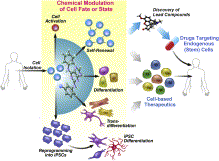 Chemical Modulation
of Cell Fate or State
Cell
Activation
Discovery of
Lead Compounds
Self-Renewal
Drugs Targeting
Endogenous
(Stem) Cells
Cell
Isolation
Differentiation
Cell-based
Therapeutics
Trans-
differentiation
iPSC
Differentiation
Reprogramming
into iPSCs